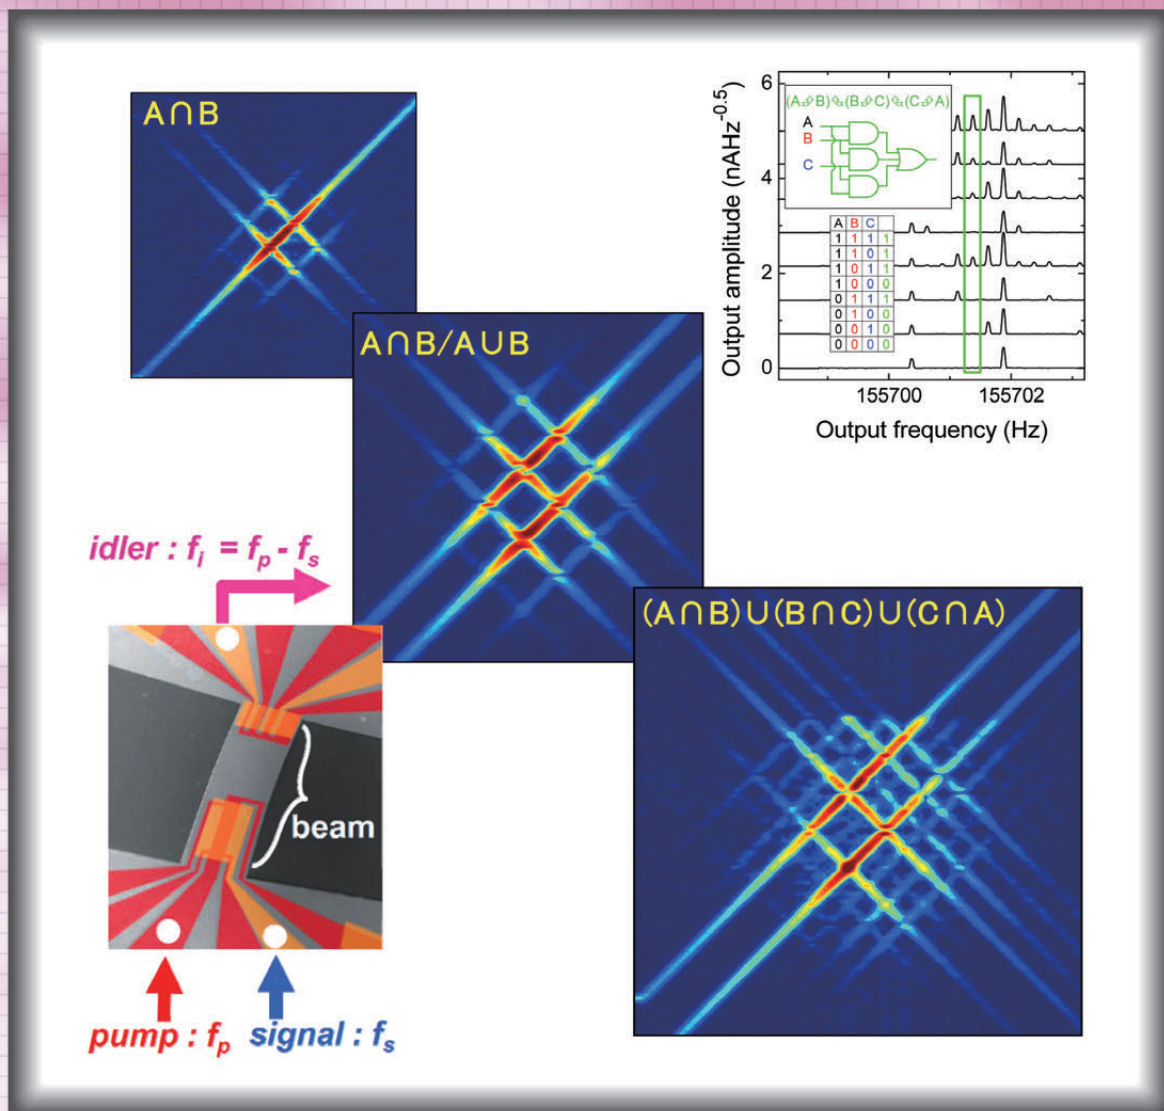 A∩B
A∩B/A∪B
(A∩B)∪(B∩C)∪(C∩A)
Output amplitude (nAHz-0.5)
6
4
2
0
A
B
C
A B C
1 1 1 1
1 1 0 1
1 0 1 1
1 0 0 0
0 1 1 1
0 1 0 0
0 0 1 0
0 0 0 0
155700 155702
Output frequency (Hz)
idler : fi = fp - fs
beam
pump : fp signal : fs